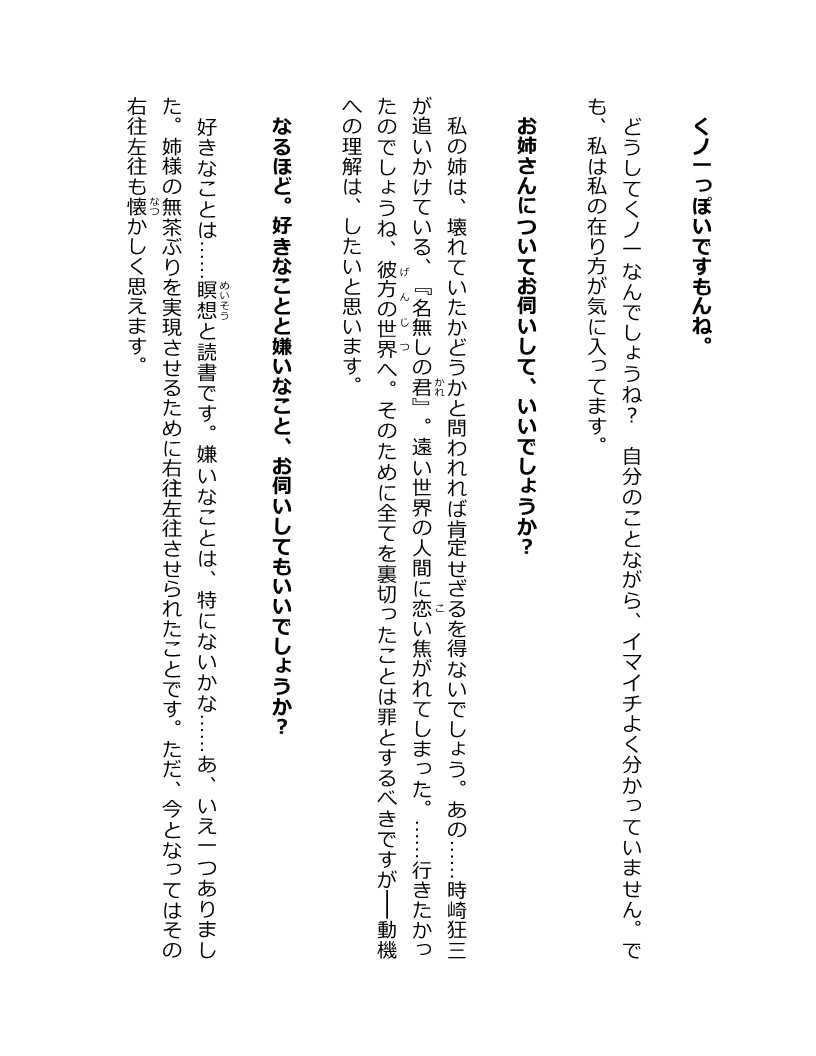 くノ一っぽいですもんね。
どうしてくノ一なんでしょうね？　自分のことながら、イマイチよく分かっていません。で
も、私は私の在り方が気に入ってます。
お姉さんについてお伺いして、いいでしょうか？
私の姉は、壊れていたかどうかと問われれば肯定せざるを得ないでしょう。あの……時崎狂三
が追いかけている、『名無しの君』。遠い世界の人間に恋い焦がれてしまった。……行きたかっ
たのでしょうね、彼方の世界へ。そのために全てを裏切ったことは罪とするべきですが──動機
への理解は、したいと思います。
なるほど。好きなことと嫌いなこと、お伺いしてもいいでしょうか？
好きなことは……瞑想と読書です。嫌いなことは、特にないかな……あ、いえ一つありまし
た。姉様の無茶ぶりを実現させるために右往左往させられたことです。ただ、今となってはその
右往左往も懐かしく思えます。